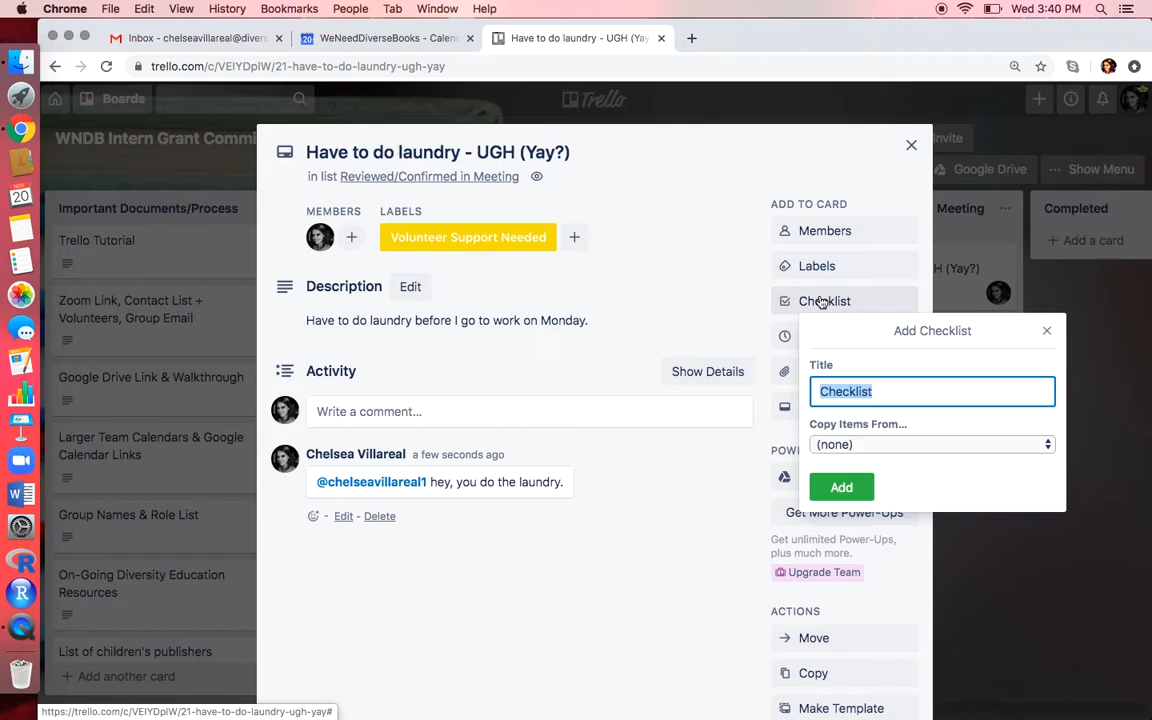 Chrome File Edit View History Bookmarks People Tab Window Help Wed 3:40 PM
Inbox - chelseavillareal@divers
WeNeedDiverseBooks - Calen
Have to do laundry - UGH (Yay?)
trello.com/c/VEIYDpIW/21-have-to-do-laundry-ugh-yay
Boards
Trello
WNDB Intern Grant Commi
Invite
Google Drive
Show Menu
Important Documents/Process
Trello Tutorial
Zoom Link, Contact List +
Volunteers, Group Email
Google Drive Link & Walkthrough
Larger Team Calendars & Google
Calendar Links
Group Names & Role List
On-Going Diversity Education
Resources
List of children's publishers
+ Add another card
Have to do laundry - UGH (Yay?)
in list Reviewed/Confirmed in Meeting
MEMBERS LABELS
Volunteer Support Needed
Description Edit
Have to do laundry before I go to work on Monday.
Activity Show Details
Write a comment...
Chelsea Villareal a few seconds ago
@chelseavillareal1 hey, you do the laundry.
- Edit - Delete
ADD TO CARD
Members
Labels
Checklist
Add Checklist
Title
Checklist
Copy Items From...
(none)
Add
POW
Get More Power-Ups
Get unlimited Power-Ups,
plus much more.
Upgrade Team
ACTIONS
Move
Copy
Make Template
Meeting
H (Yay?)
Completed
+ Add a card
20
20
https://trello.com/c/VEIYDpIW/21-have-to-do-laundry-ugh-yay#